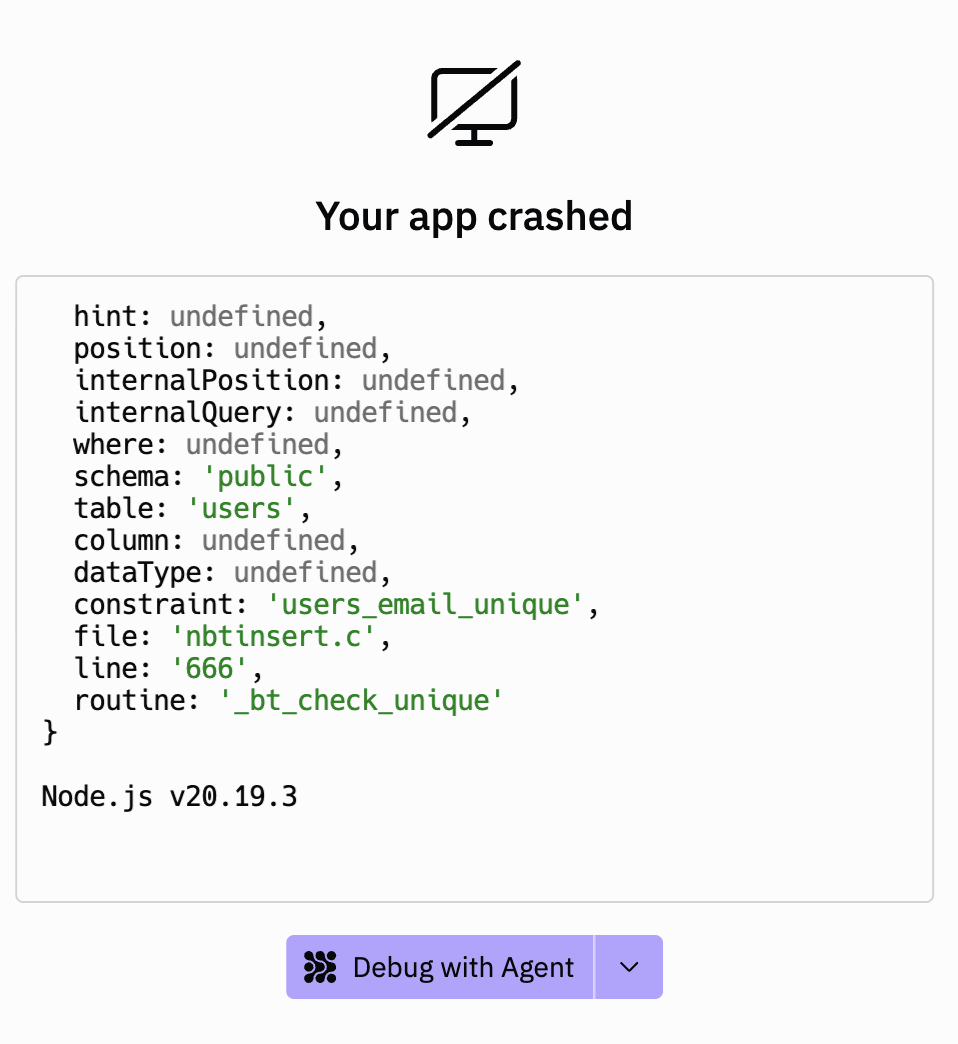 Your app crashed
hint: undefined,
position: undefined,
internalPosition: undefined,
internalQuery: undefined,
where: undefined,
schema: 'public',
table: 'users',
column: undefined,
dataType: undefined,
constraint: 'users_email_unique',
file: 'nbtinsert.c',
line: '666',
routine: '_bt_check_unique'
}
Node.js v20.19.3
Debug with Agent